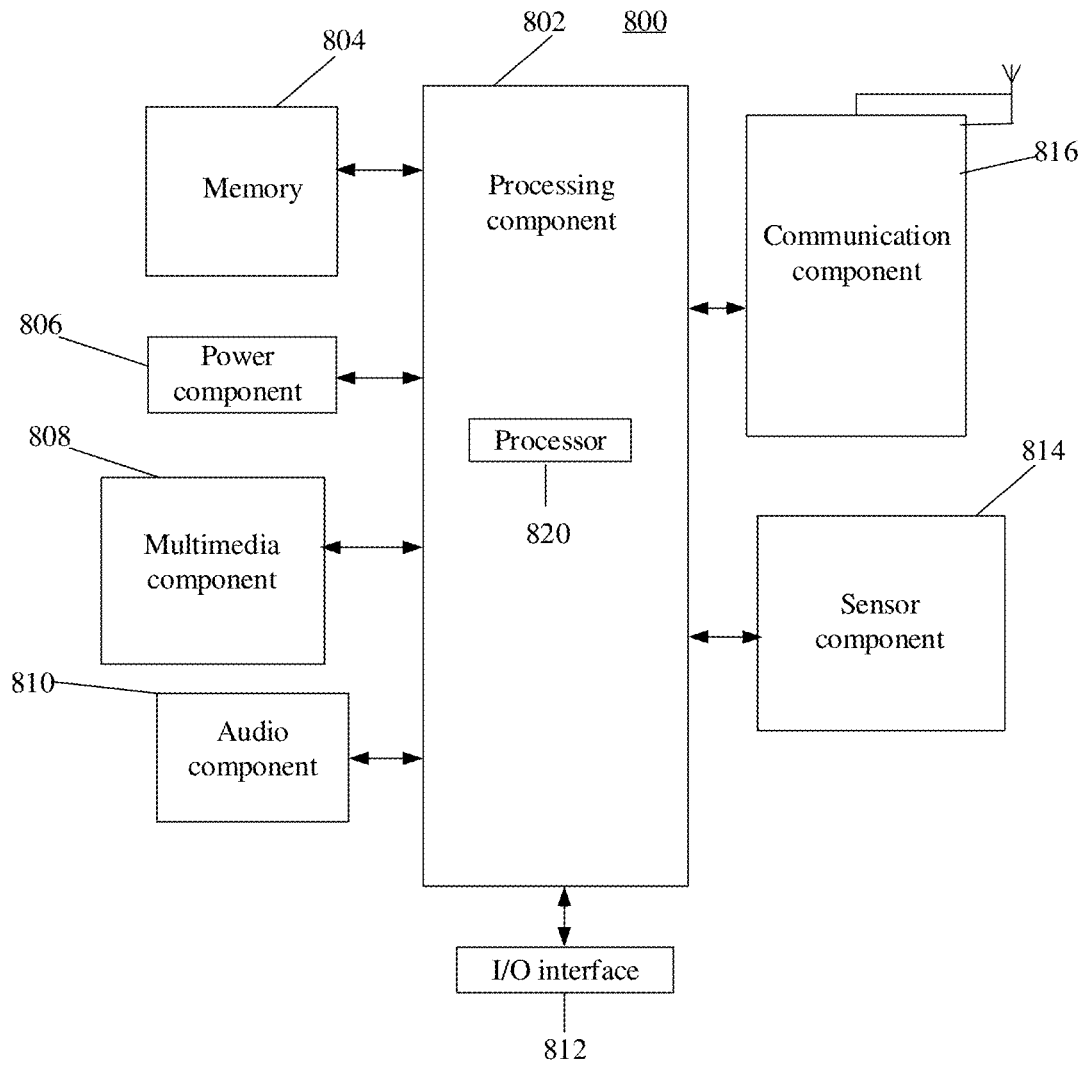 802
800
804
Memory
Processing
component
816
Communication
component
806
Power
component
808
Processor
820
814
Multimedia
component
Sensor
component
810
Audio
component
I/O interface
812